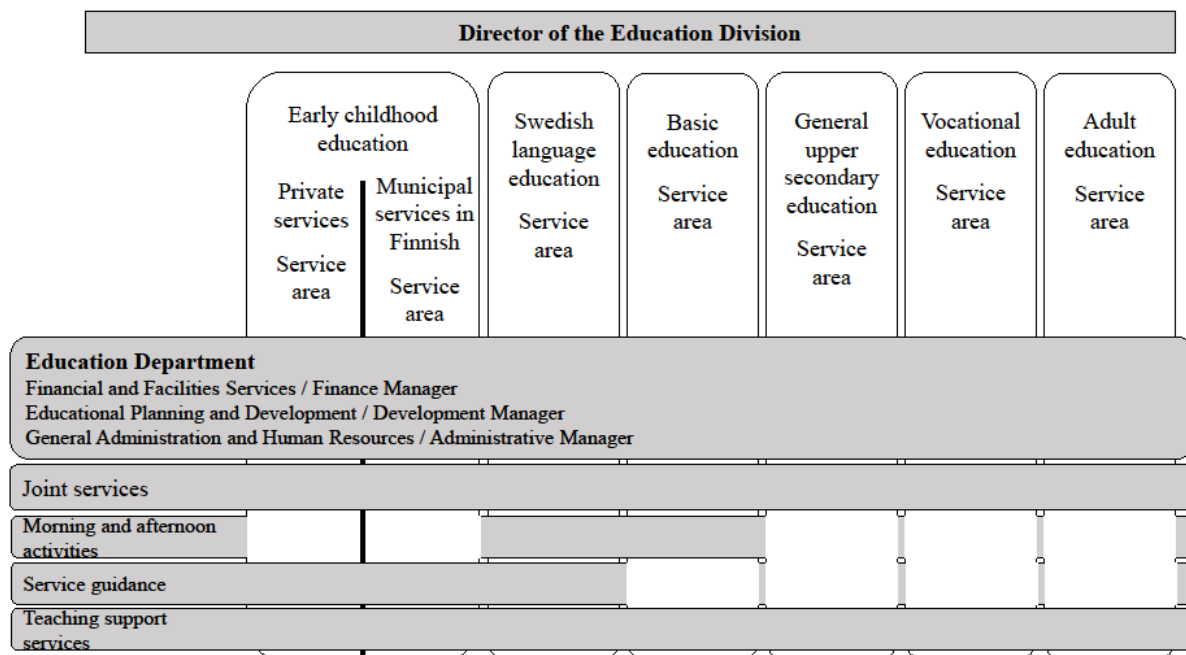 Director of the Education Division
Early childhood
education
Private
services
Service
area
Municipal
services in
Finnish
Service
area
Swedish
language
education
Service
area
Basic
education
Service
area
General
upper
secondary
education
Service
area
Vocational
education
Service
area
Adult
education
Service
area
Education Department
Financial and Facilities Services / Finance Manager
Educational Planning and Development / Development Manager
General Administration and Human Resources / Administrative Manager
Joint services
Morning and afternoon
activities
Service guidance
Teaching support
services